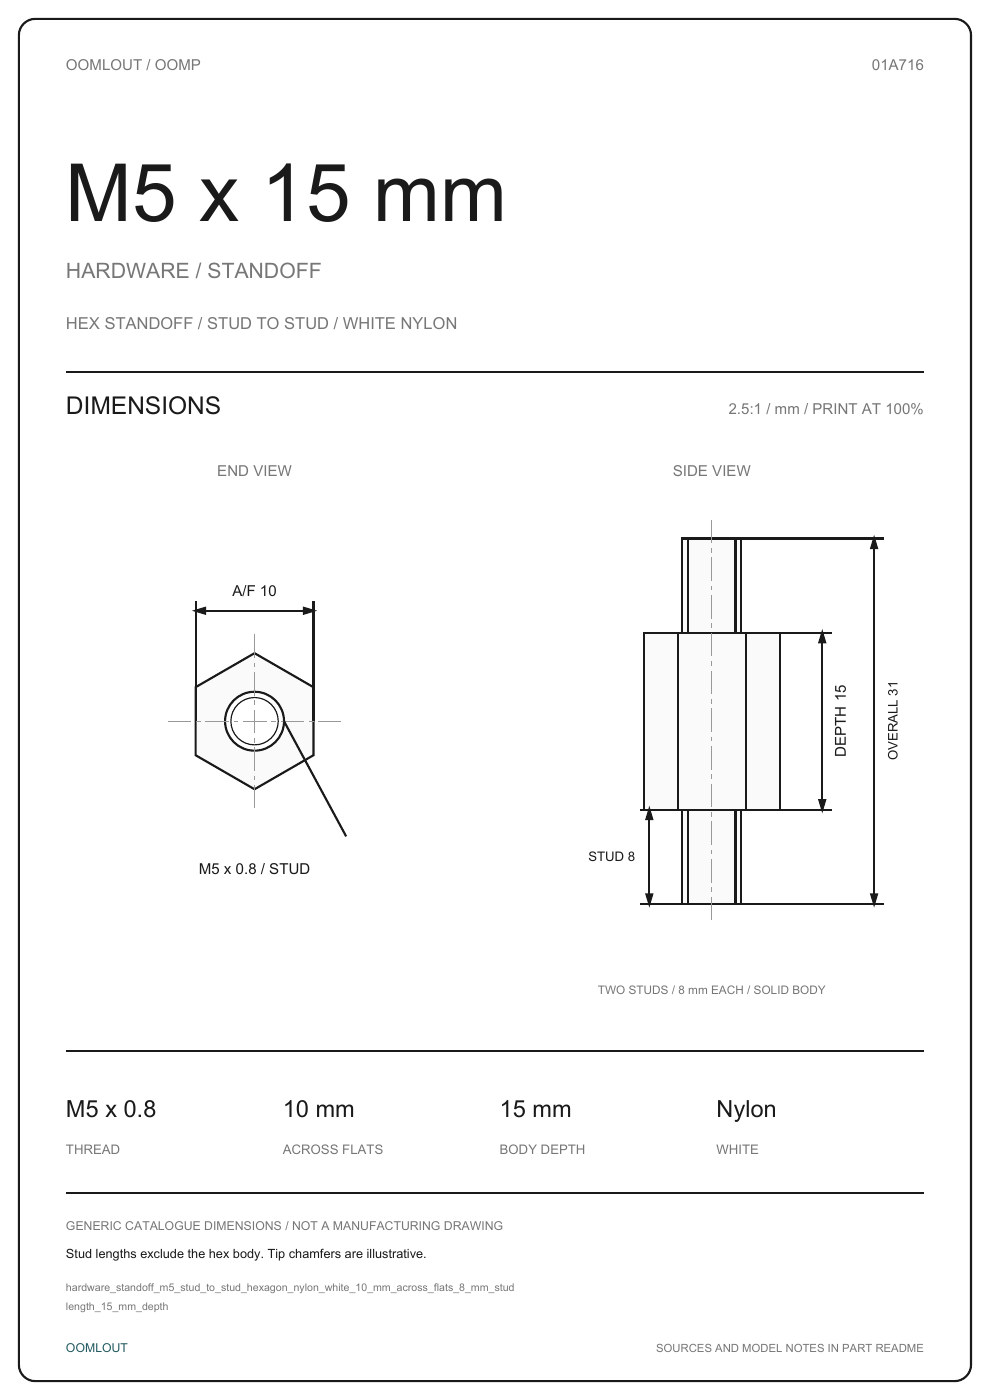 OOMLOUT / OOMP
01A716
M5 x 15 mm
HARDWARE / STANDOFF
HEX STANDOFF / STUD TO STUD / WHITE NYLON
DIMENSIONS
2.5:1 / mm / PRINT AT 100%
END VIEW
SIDE VIEW
A/F 10
M5 x 0.8 / STUD
DEPTH 15
OVERALL 31
STUD 8
TWO STUDS / 8 mm EACH / SOLID BODY
M5 x 0.8
THREAD
10 mm
ACROSS FLATS
15 mm
BODY DEPTH
Nylon
WHITE
GENERIC CATALOGUE DIMENSIONS / NOT A MANUFACTURING DRAWING
Stud lengths exclude the hex body. Tip chamfers are illustrative.
hardware_standoff_m5_stud_to_stud_hexagon_nylon_white_10_mm_across_flats_8_mm_stud
length_15_mm_depth
OOMLOUT
SOURCES AND MODEL NOTES IN PART README